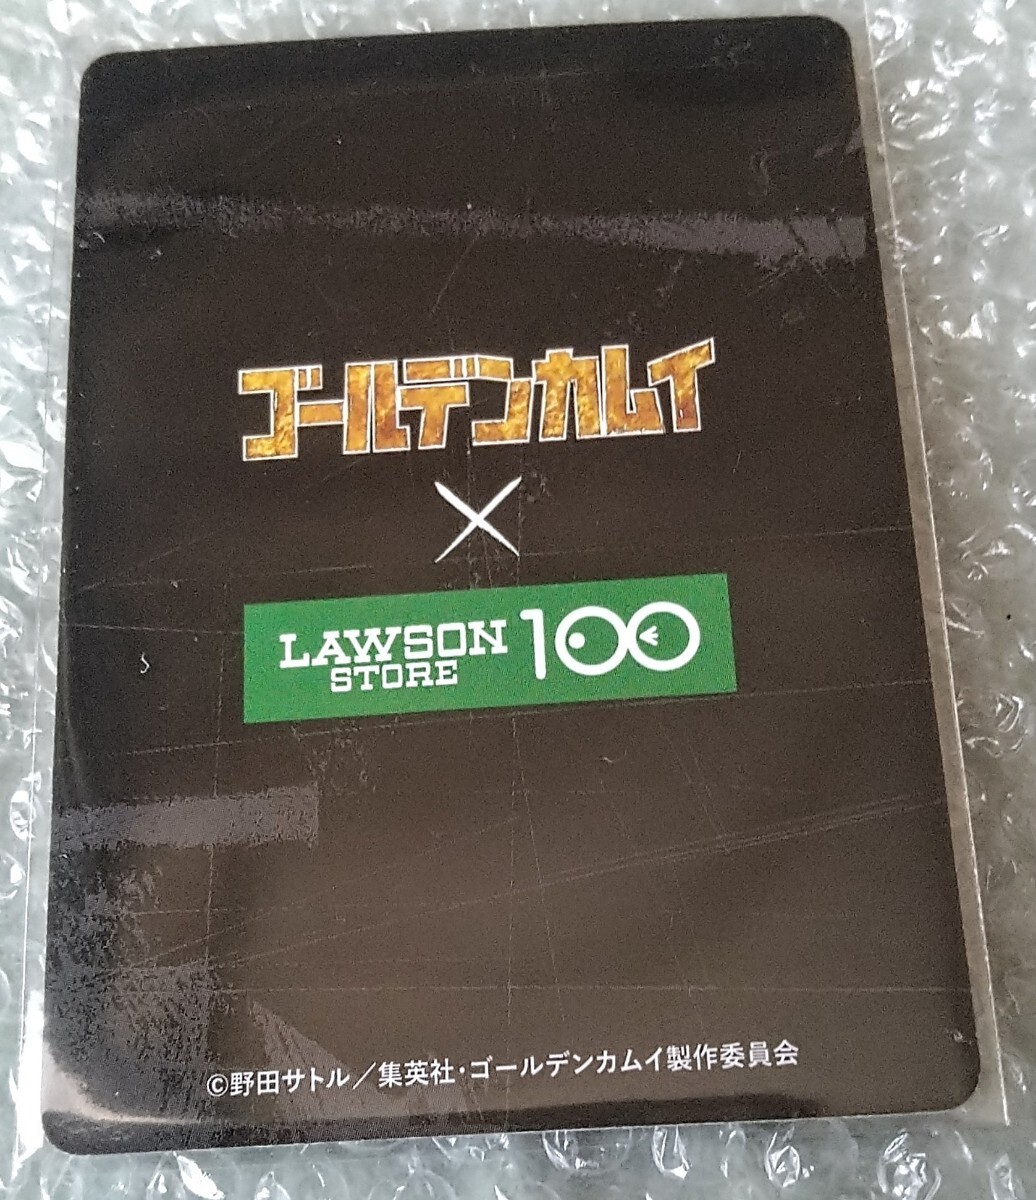 ゴールデンカムイ
×
LAWSON
STORE
100
©野田サトル／集英社・ゴールデンカムイ製作委員会